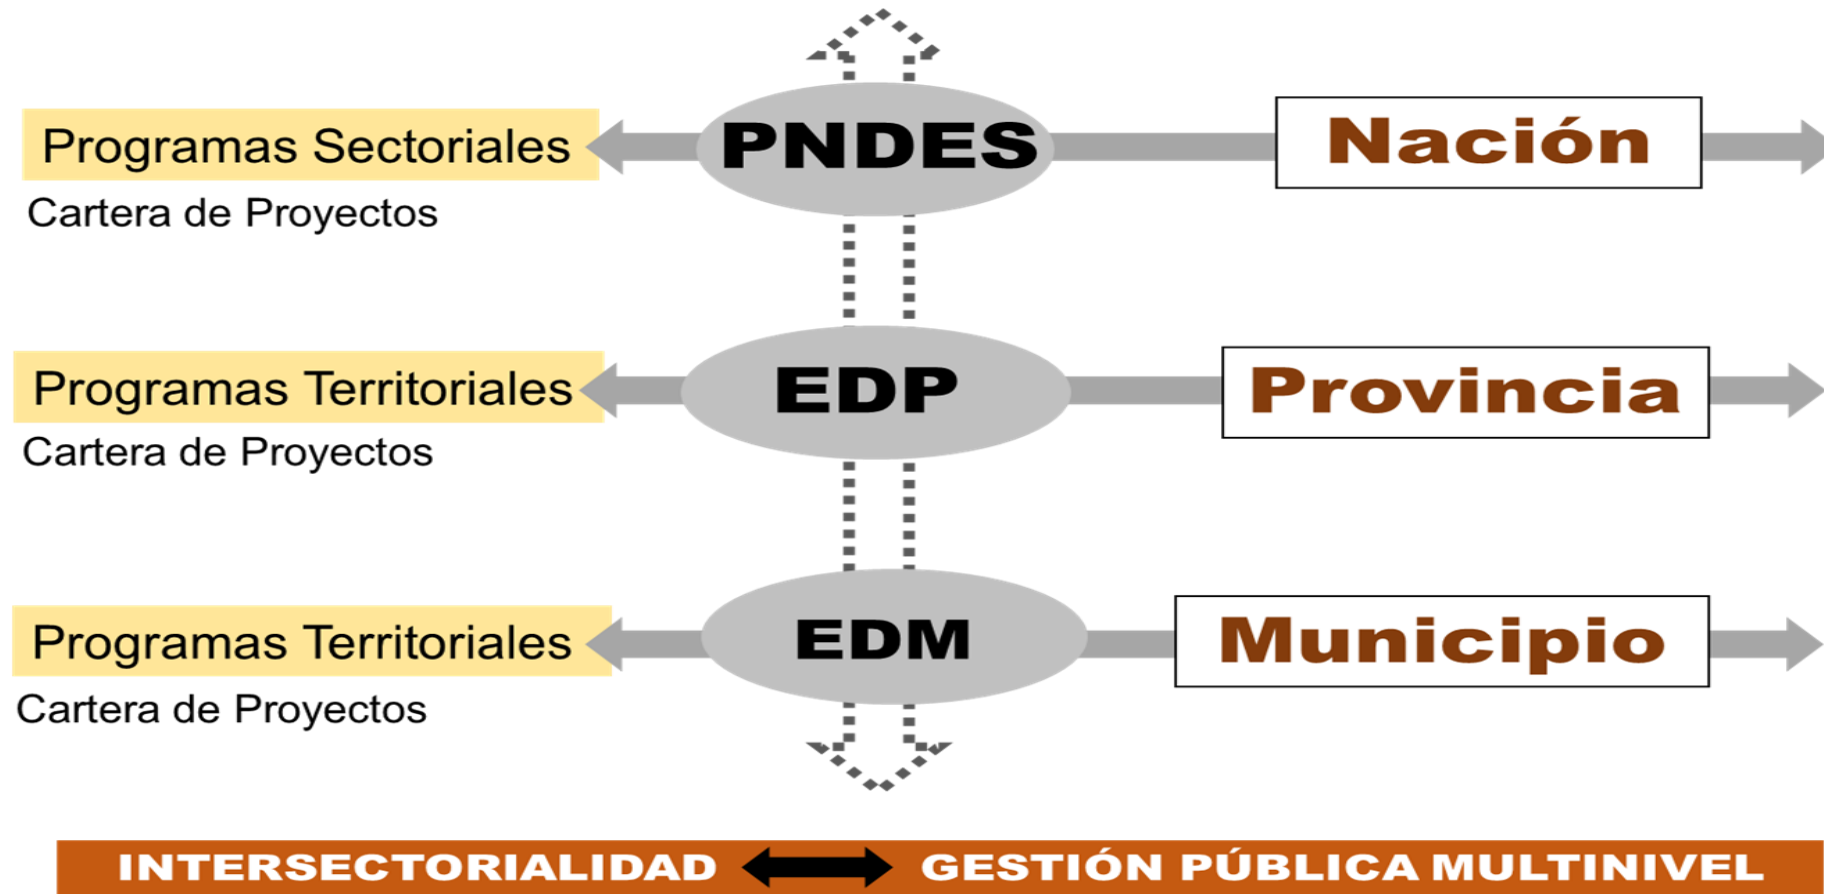 Programas Sectoriales PNDES Nación
Cartera de Proyectos
Programas Territoriales EDP Provincia
Cartera de Proyectos
Programas Territoriales EDM Municipio
Cartera de Proyectos
INTERSECTORIALIDAD GESTIÓN PÚBLICA MULTINIVEL